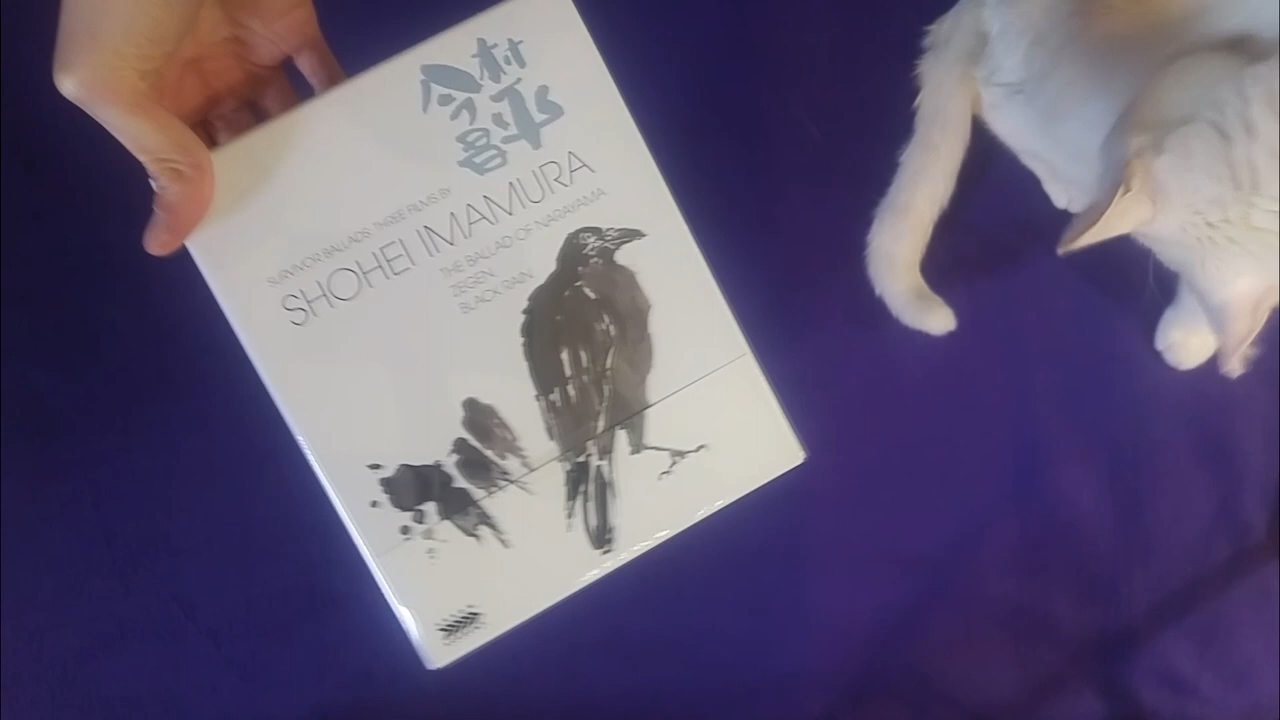 今村
昌平
SURVIVOR BALLADS: THREE FILMS BY
SHOHEI IMAMURA
THE BALLAD OF NARAYAMA
ZEGEN
BLACK RAIN